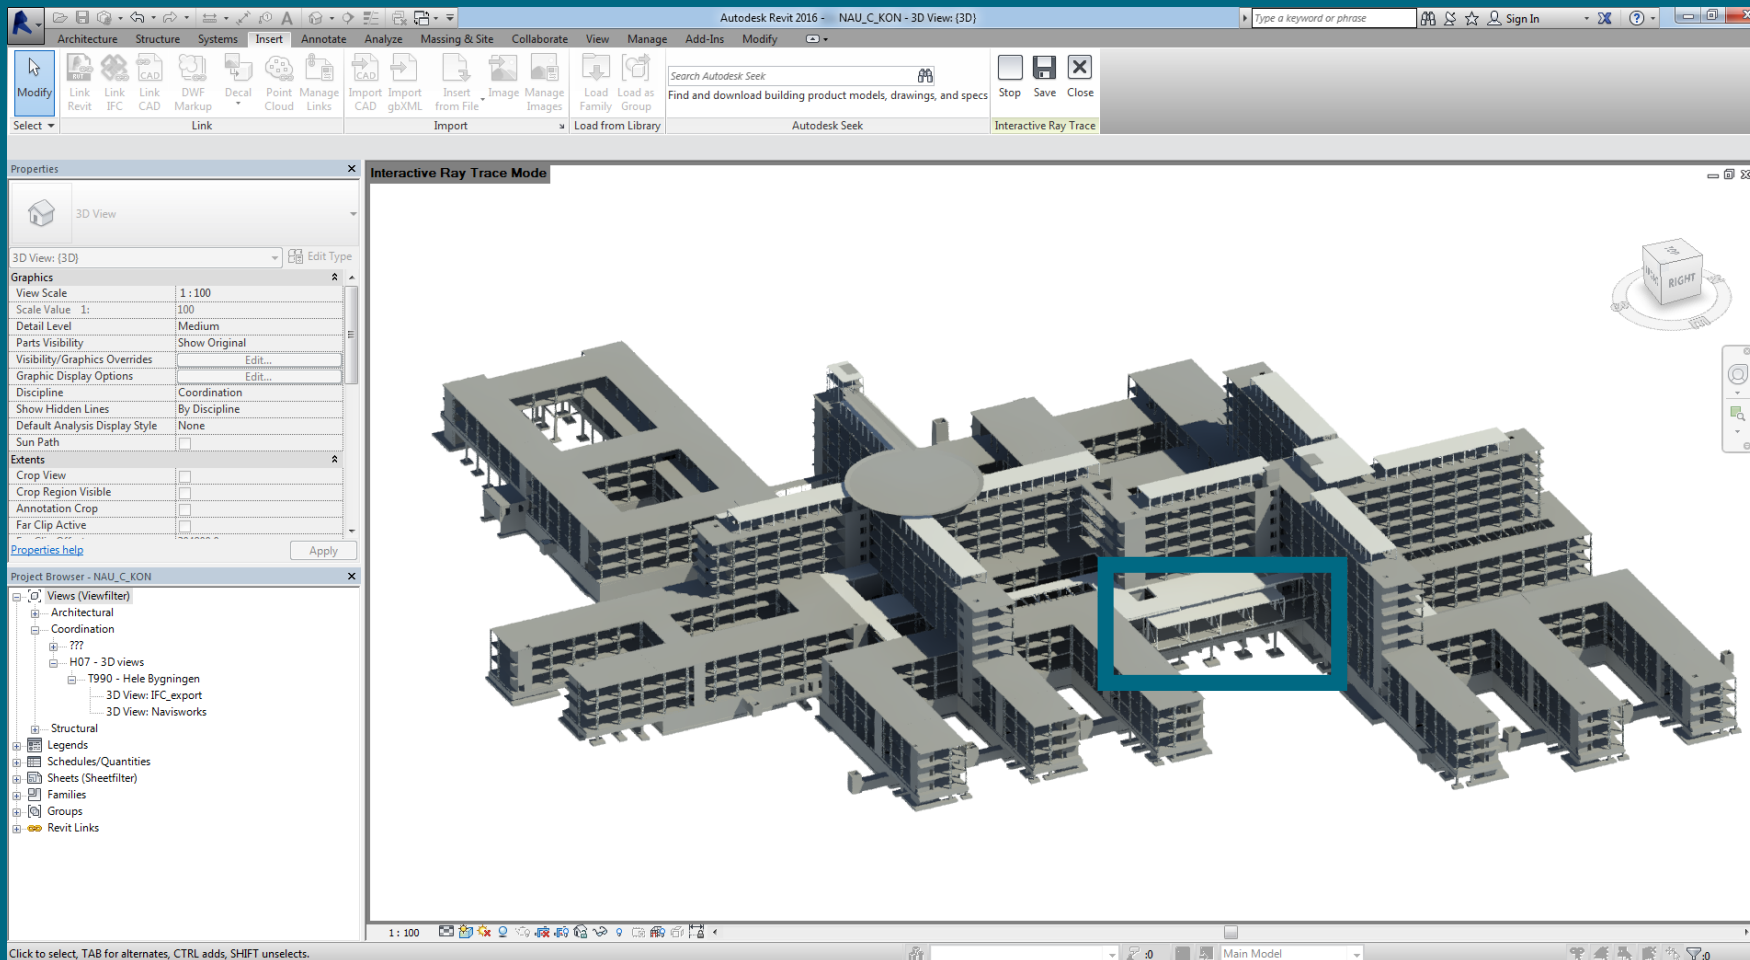 Autodesk Revit 2016 - NAU_C_KON - 3D View: {3D}
Type a keyword or phrase
Sign In
Architecture Structure Systems Insert Annotate Analyze Massing & Site Collaborate View Manage Add-Ins Modify
Modify
Link Revit
Link IFC
Link CAD
DWF Markup
Decal
Point Cloud
Manage Links
Import CAD
Import gbXML
Insert from File
Image
Manage Images
Load Family
Load as Group
Search Autodesk Seek
Find and download building product models, drawings, and specs
Stop Save Close
Select Link Import Load from Library Autodesk Seek Interactive Ray Trace
Properties
3D View
3D View: {3D} Edit Type
Graphics
View Scale 1 : 100
Scale Value 1: 100
Detail Level Medium
Parts Visibility Show Original
Visibility/Graphics Overrides Edit...
Graphic Display Options Edit...
Discipline Coordination
Show Hidden Lines By Discipline
Default Analysis Display Style None
Sun Path
Extents
Crop View
Crop Region Visible
Annotation Crop
Far Clip Active
Properties help Apply
Project Browser - NAU_C_KON
Views (Viewfilter)
Architectural
Coordination
???
H07 - 3D views
T990 - Hele Bygningen
3D View: IFC_export
3D View: Navisworks
Structural
Legends
Schedules/Quantities
Sheets (Sheetfilter)
Families
Groups
Revit Links
Interactive Ray Trace Mode
RIGHT
1 : 100
Click to select, TAB for alternates, CTRL adds, SHIFT unselects.
:0
Main Model
:0